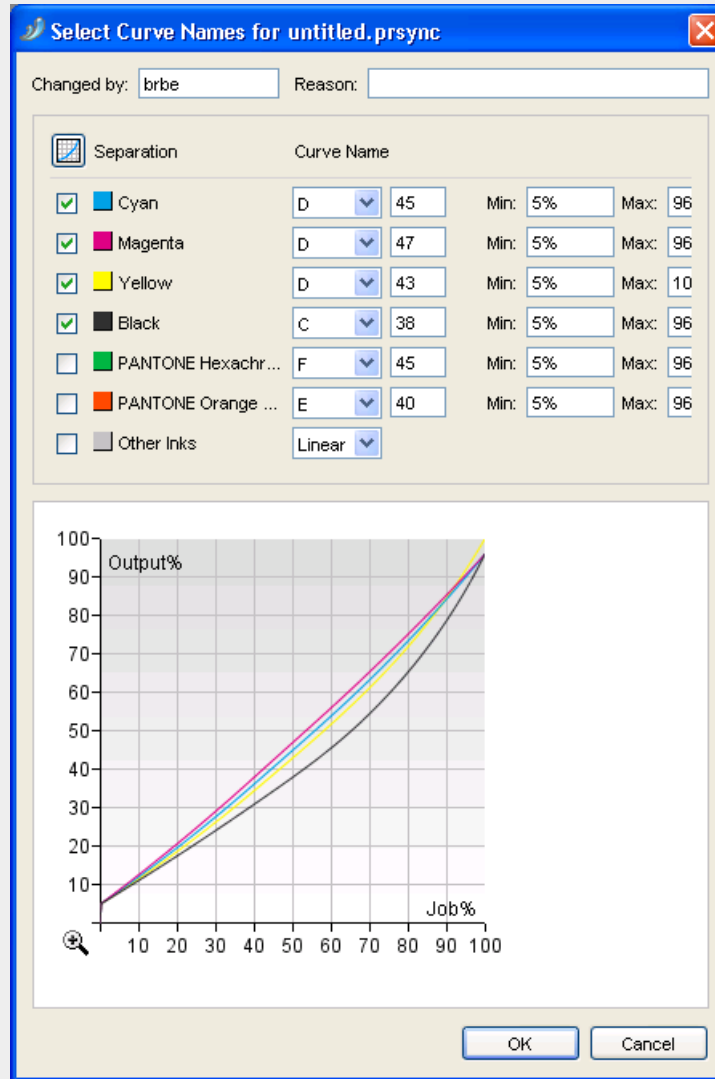 Select Curve Names for untitled.prsync
Changed by: brbe Reason:
Separation Curve Name
Cyan D 45 Min: 5% Max: 96
Magenta D 47 Min: 5% Max: 96
Yellow D 43 Min: 5% Max: 10
Black C 38 Min: 5% Max: 96
PANTONE Hexachr... F 45 Min: 5% Max: 96
PANTONE Orange ... E 40 Min: 5% Max: 96
Other Inks Linear
100
Output%
90
80
70
60
50
40
30
20
10
Job%
10 20 30 40 50 60 70 80 90 100
OK Cancel